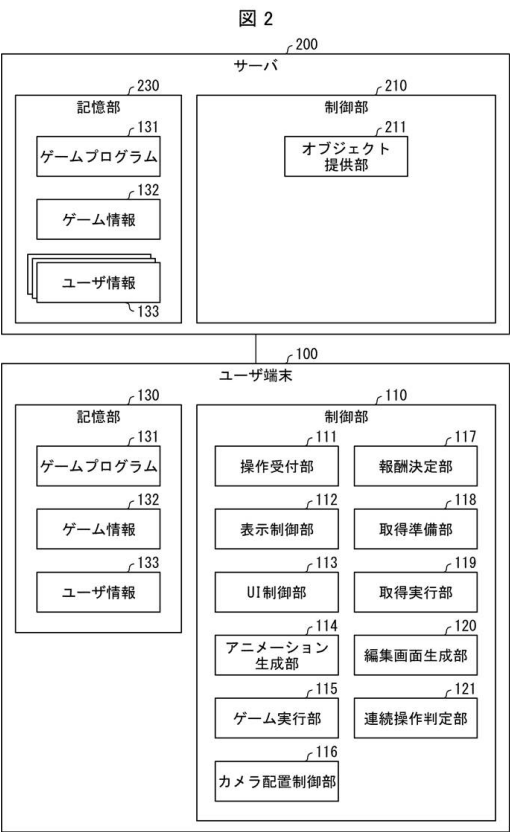 図 2
200
サーバ
230
記憶部
131
ゲームプログラム
132
ゲーム情報
ユーザ情報
133
210
制御部
211
オブジェクト
提供部
100
ユーザ端末
130
記憶部
131
ゲームプログラム
132
ゲーム情報
133
ユーザ情報
110
制御部
111
操作受付部
112
表示制御部
113
UI制御部
114
アニメーション
生成部
115
ゲーム実行部
116
カメラ配置制御部
117
報酬決定部
118
取得準備部
119
取得実行部
120
編集画面生成部
121
連続操作判定部